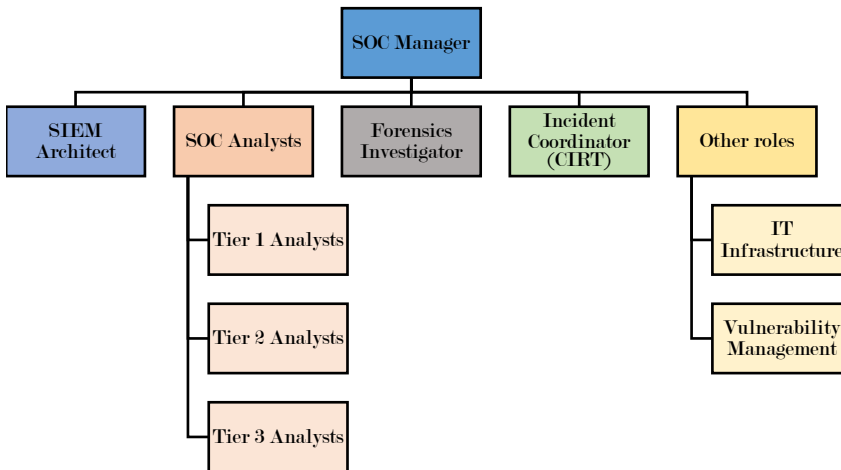 SOC Manager
SIEM
Architect
SOC Analysts
Forensics
Investigator
Incident
Coordinator
(CIRT)
Other roles
Tier 1 Analysts
IT
Infrastructure
Tier 2 Analysts
Vulnerability
Management
Tier 3 Analysts